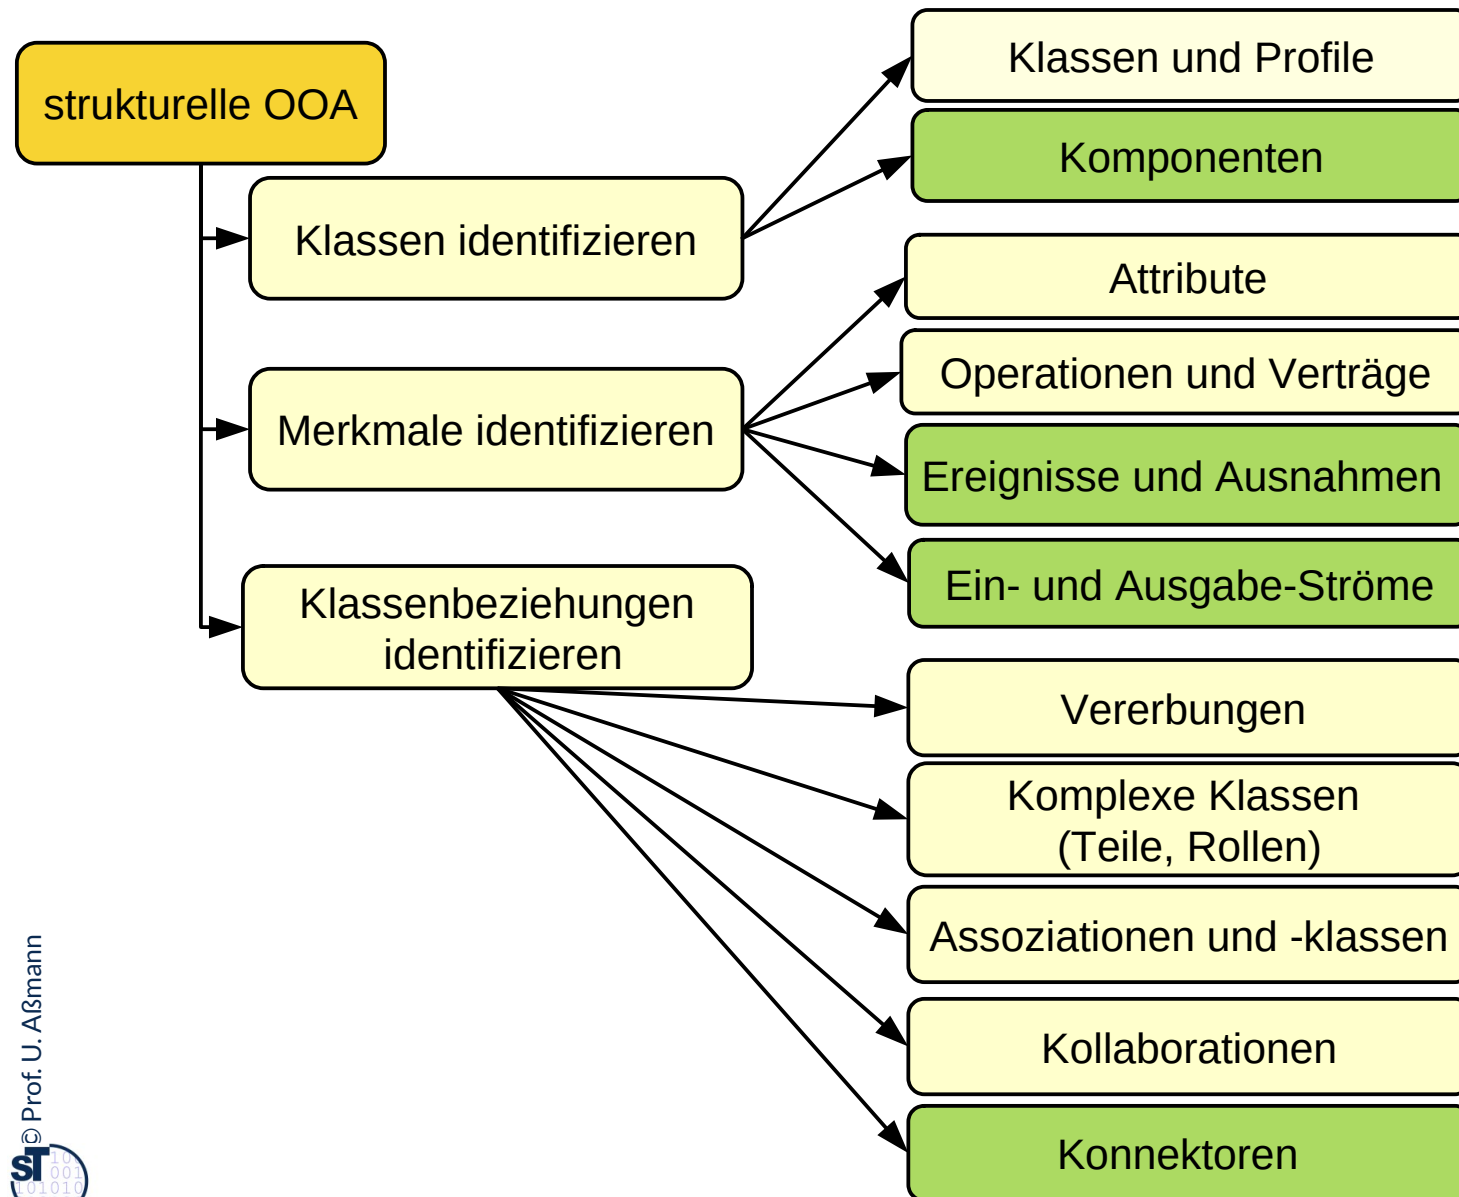 strukturelle OOA
Klassen identifizieren
Klassen und Profile
Komponenten
Merkmale identifizieren
Attribute
Operationen und Verträge
Ereignisse und Ausnahmen
Ein- und Ausgabe-Ströme
Klassenbeziehungen
identifizieren
Vererbungen
Komplexe Klassen
(Teile, Rollen)
Assoziationen und -klassen
Kollaborationen
Konnektoren
© Prof. U. Aßmann
ST